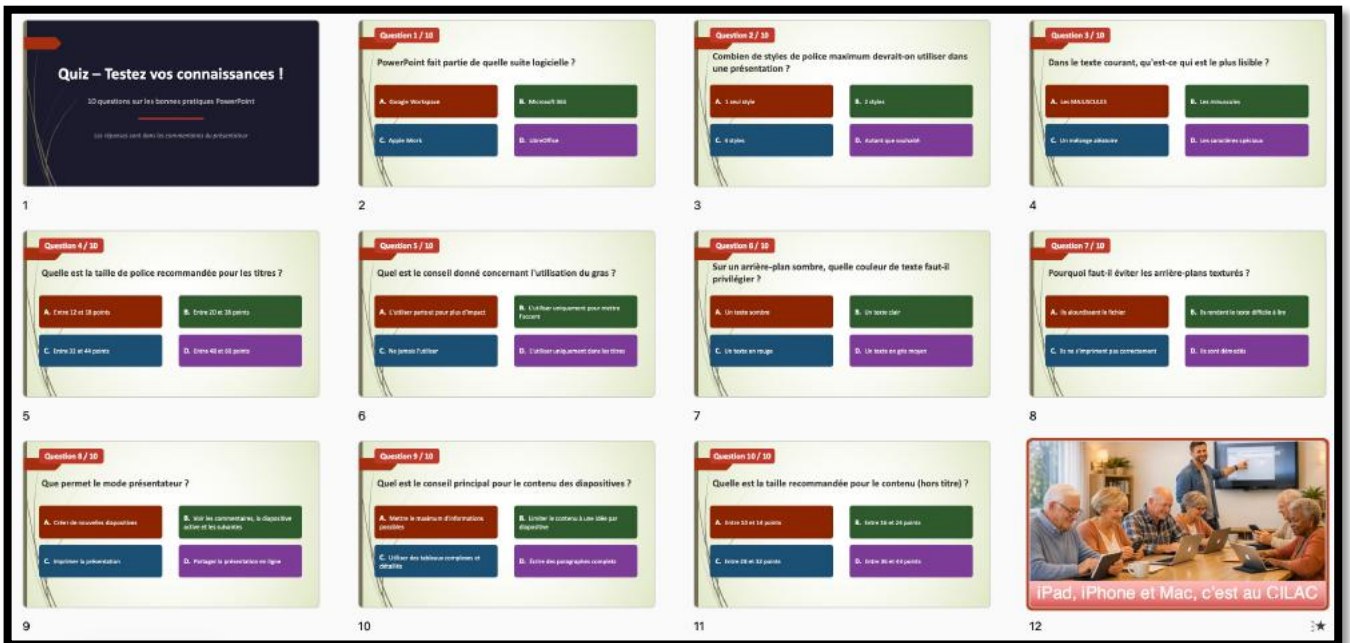 Quiz – Testez vos connaissances !
10 questions sur les bonnes pratiques PowerPoint
Les réponses sont dans les commentaires du présentateur
1
Question 1 / 10
PowerPoint fait partie de quelle suite logicielle ?
A. Google Workspace
B. Microsoft 365
C. Apple iWork
D. LibreOffice
2
Question 2 / 10
Combien de styles de police maximum devrait-on utiliser dans
une présentation ?
A. 1 seul style
B. 2 styles
C. 4 styles
D. Autant que souhaité
3
Question 3 / 10
Dans le texte courant, qu'est-ce qui est le plus lisible ?
A. Les MAJUSCULES
B. Les minuscules
C. Un mélange aléatoire
D. Les caractères spéciaux
4
Question 4 / 10
Quelle est la taille de police recommandée pour les titres ?
A. Entre 12 et 18 points
B. Entre 20 et 28 points
C. Entre 32 et 44 points
D. Entre 48 et 60 points
5
Question 5 / 10
Quel est le conseil donné concernant l'utilisation du gras ?
A. L'utiliser partout pour plus d'impact
B. L'utiliser uniquement pour mettre
l'accent
C. Ne jamais l'utiliser
D. L'utiliser uniquement dans les titres
6
Question 6 / 10
Sur un arrière-plan sombre, quelle couleur de texte faut-il
privilégier ?
A. Un texte sombre
B. Un texte clair
C. Un texte en rouge
D. Un texte en gris moyen
7
Question 7 / 10
Pourquoi faut-il éviter les arrière-plans texturés ?
A. Ils alourdissent le fichier
B. Ils rendent le texte difficile à lire
C. Ils ne s'impriment pas correctement
D. Ils sont démodés
8
Question 8 / 10
Que permet le mode présentateur ?
A. Créer de nouvelles diapositives
B. Voir les commentaires, la diapositive
active et les suivantes
C. Imprimer la présentation
D. Partager la présentation en ligne
9
Question 9 / 10
Quel est le conseil principal pour le contenu des diapositives ?
A. Mettre le maximum d'informations
possibles
B. Limiter le contenu à une idée par
diapositive
C. Utiliser des tableaux complexes et
détaillés
D. Écrire des paragraphes complets
10
Question 10 / 10
Quelle est la taille recommandée pour le contenu (hors titre) ?
A. Entre 10 et 14 points
B. Entre 16 et 24 points
C. Entre 28 et 32 points
D. Entre 36 et 44 points
11
iPad, iPhone et Mac, c'est au CILAC
12